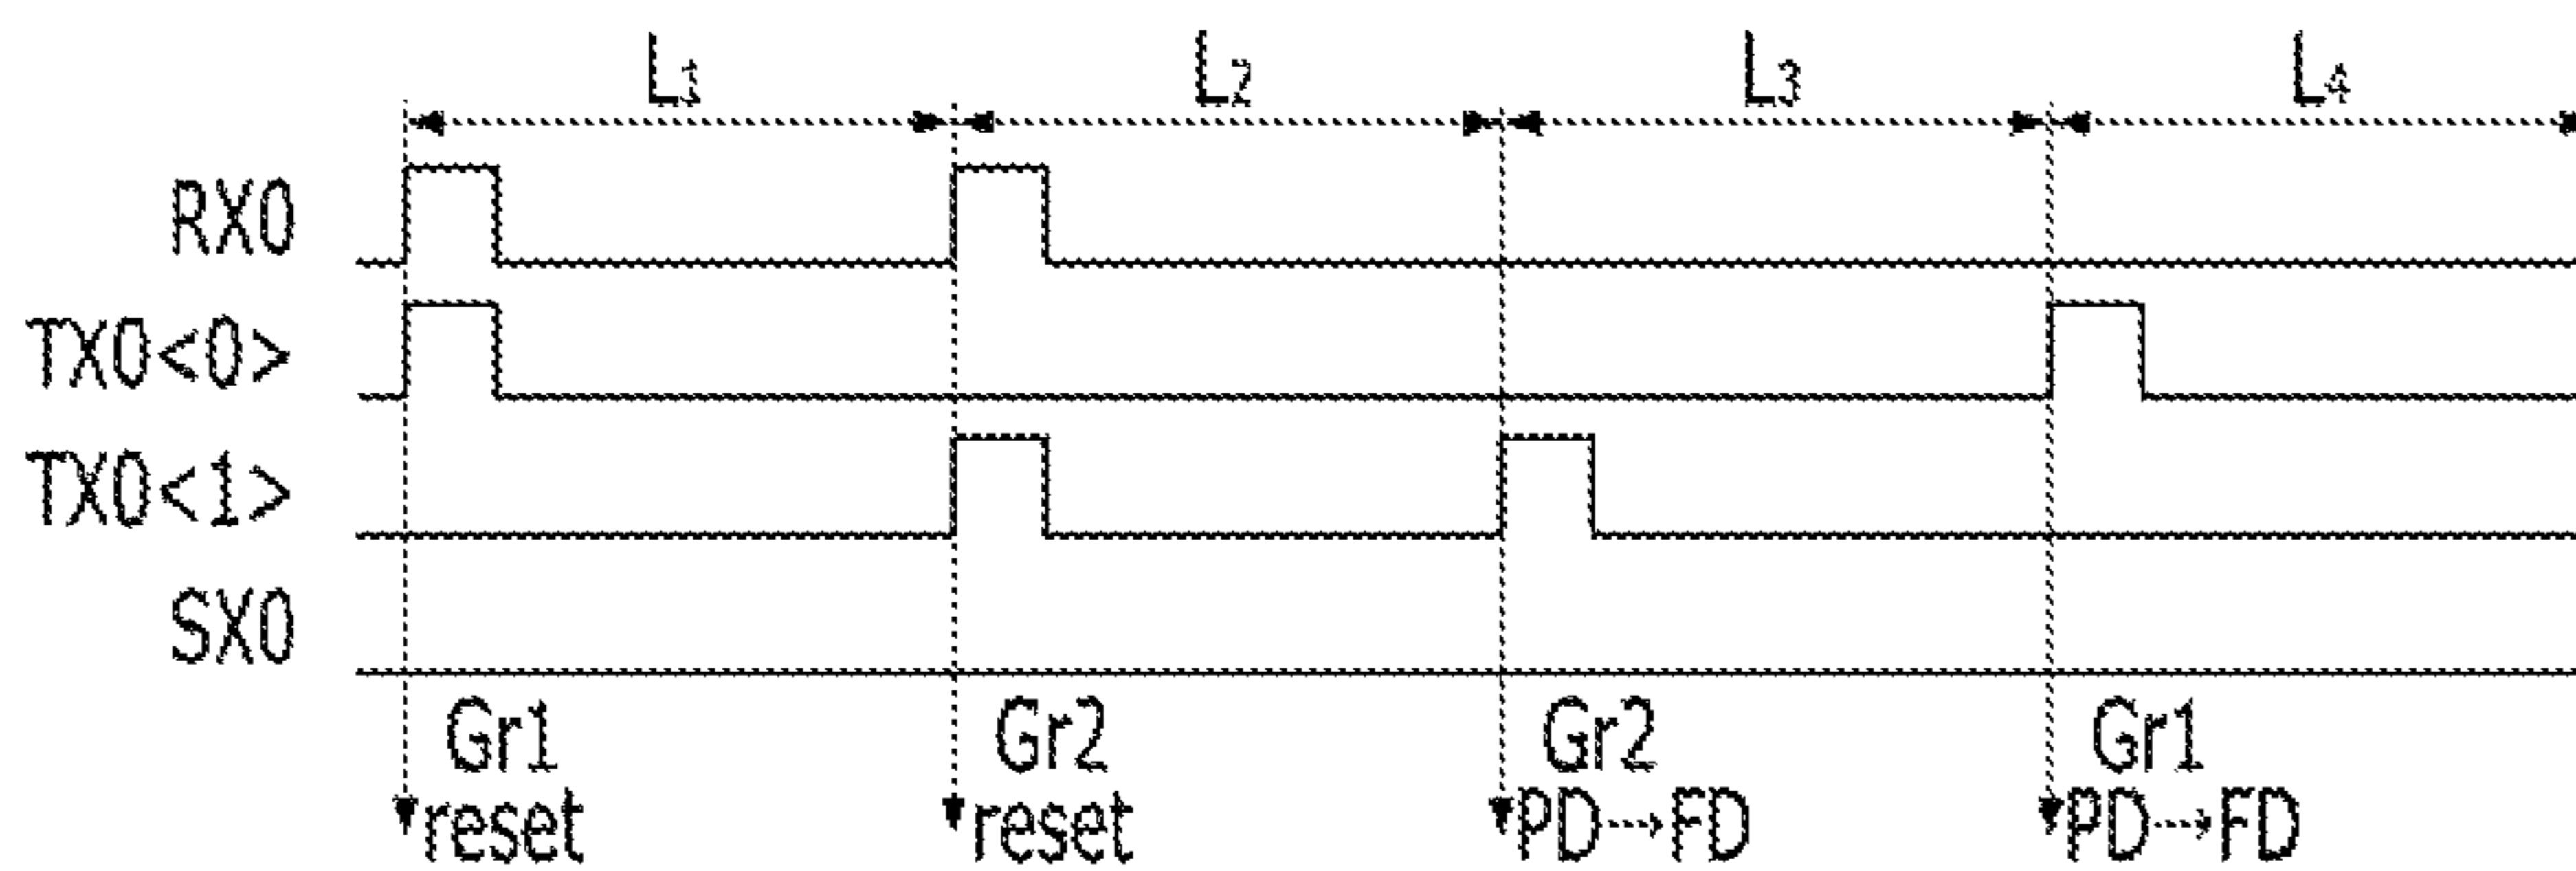 L1 L2 L3 L4
RX0
TX0<0>
TX0<1>
SX0
Gr1 Gr2 Gr2 Gr1
reset reset PD→FD PD→FD